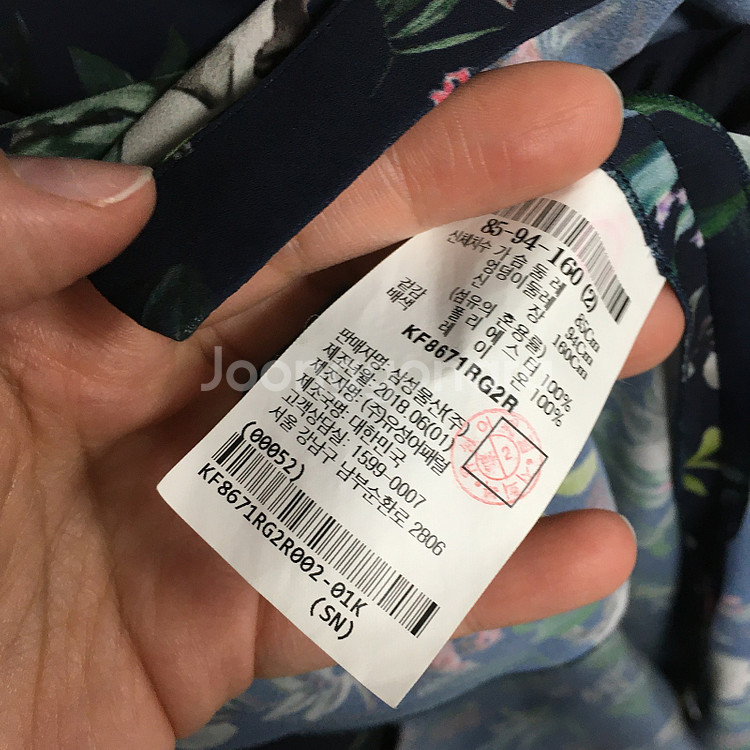 85-94-160(2)
신체치수 가슴둘레 85Cm
엉덩이둘레 94Cm
신 장 160Cm
(섬유의 혼용률)
겉감 폴리에스터 100%
배색 레이온 100%
KF8671RG2R
판매자명 삼성물산(주)
제조년월: 2018.06(01)
제조자명: (주)유성어패럴
제조국명: 대한민국
고객상담실: 1599-0007
서울 강남구 남부순환로 2806
(00052)
KF8671RG2R002-01K
(SN)
2